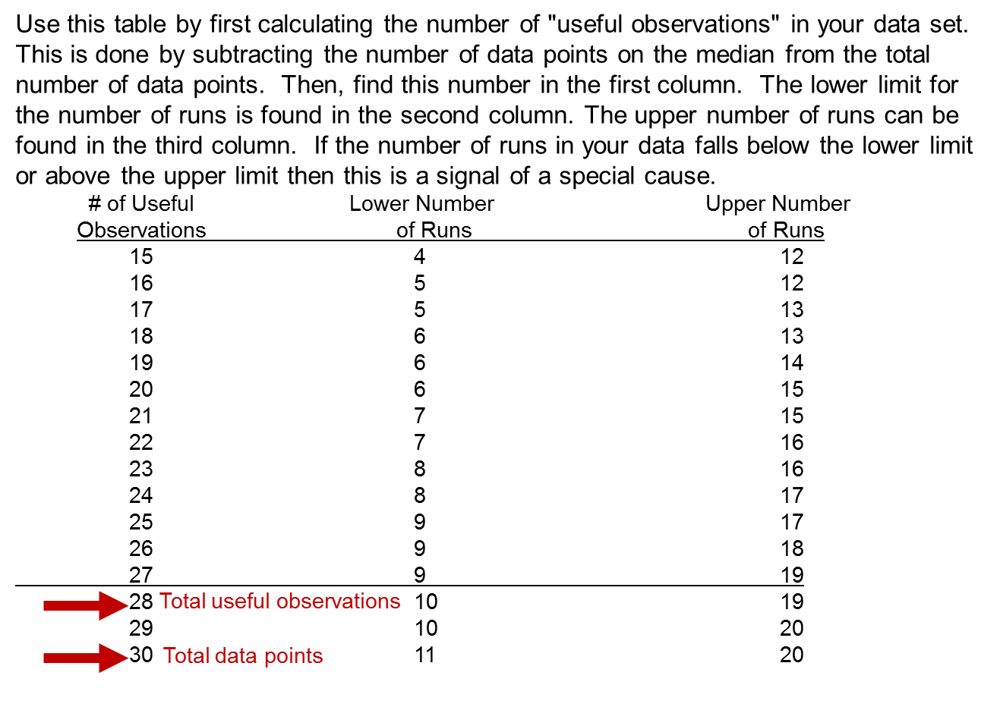 Use this table by first calculating the number of "useful observations" in your data set.
This is done by subtracting the number of data points on the median from the total
number of data points. Then, find this number in the first column. The lower limit for
the number of runs is found in the second column. The upper number of runs can be
found in the third column. If the number of runs in your data falls below the lower limit
or above the upper limit then this is a signal of a special cause.
# of Useful Lower Number Upper Number
Observations of Runs of Runs
15 4 12
16 5 12
17 5 13
18 6 13
19 6 14
20 6 15
21 7 15
22 7 16
23 8 16
24 8 17
25 9 17
26 9 18
27 9 19
28 Total useful observations 10 19
29 10 20
30 Total data points 11 20